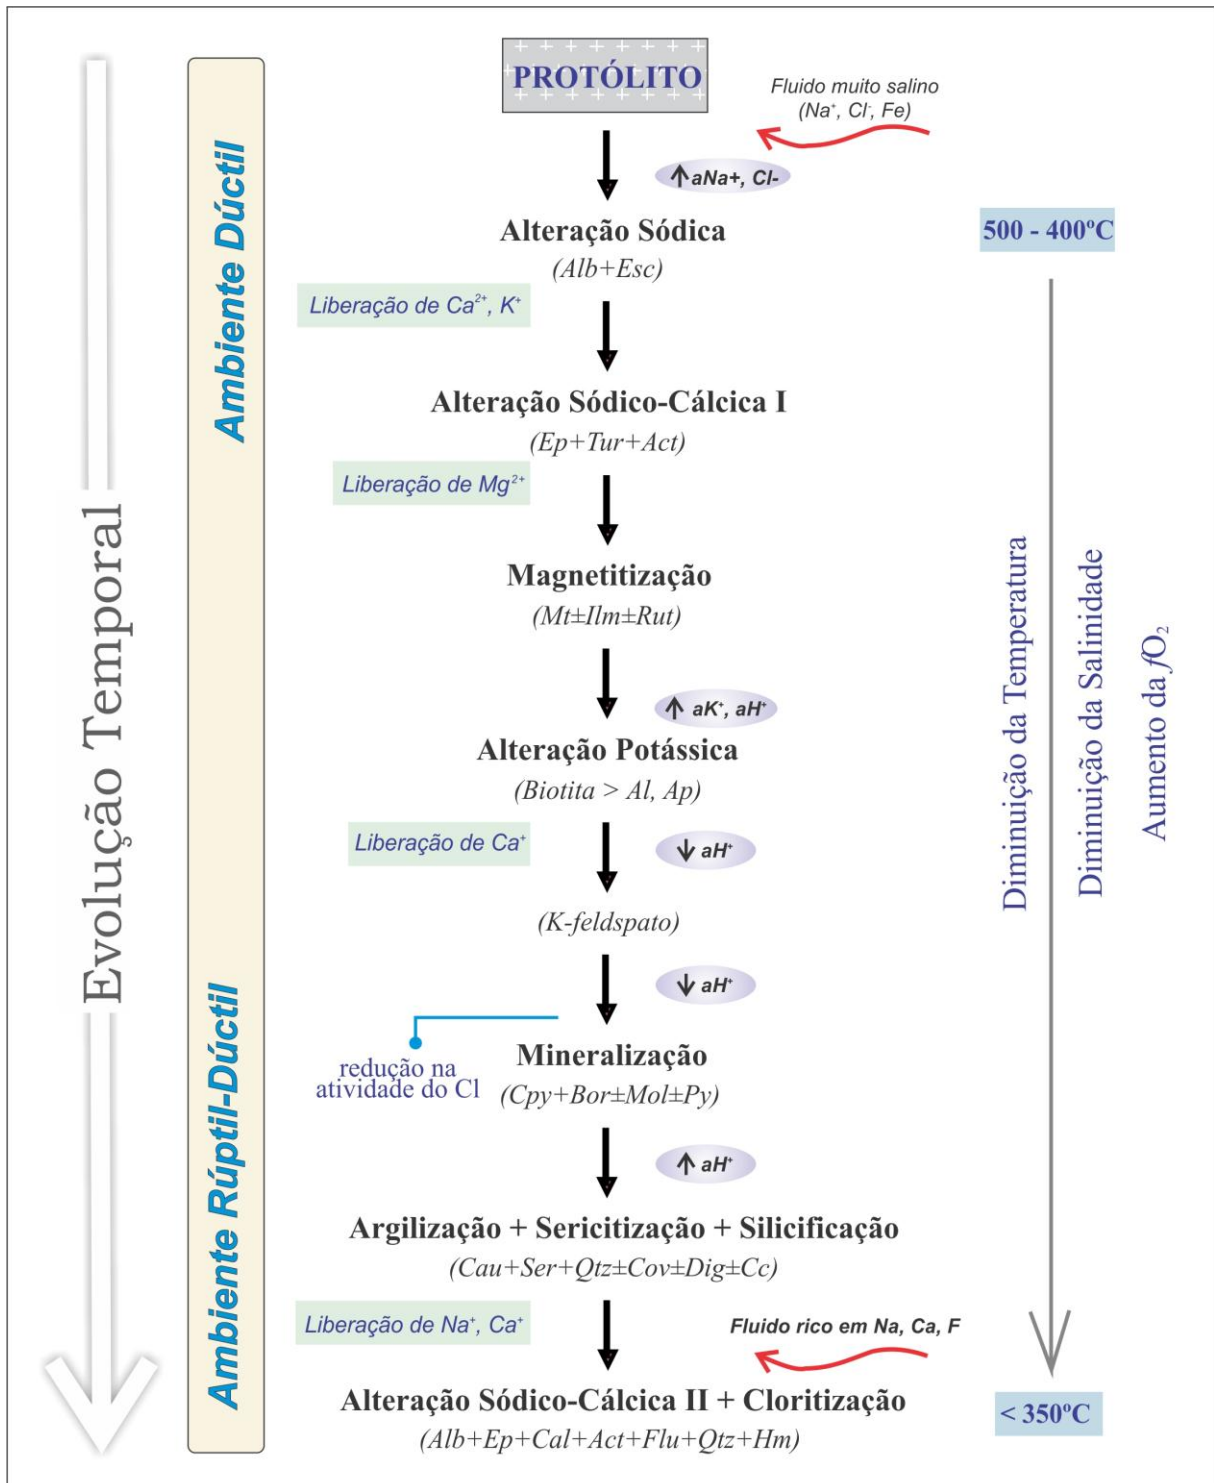 PROTÓLITO
Fluido muito salino
(Na⁺, Cl⁻, Fe)
↑aNa+, Cl-
Alteração Sódica
(Alb+Esc)
500 - 400ºC
Liberação de Ca²⁺, K⁺
Alteração Sódico-Cálcica I
(Ep+Tur+Act)
Liberação de Mg²⁺
Magnetitização
(Mt±Ilm±Rut)
↑ aK⁺, aH⁺
Alteração Potássica
(Biotita > Al, Ap)
Liberação de Ca⁺
↓ aH⁺
(K-feldspato)
↓ aH⁺
redução na
atividade do Cl
Mineralização
(Cpy+Bor±Mol±Py)
↑ aH⁺
Argilização + Sericitização + Silicificação
(Cau+Ser+Qtz±Cov±Dig±Cc)
Liberação de Na⁺, Ca⁺
Fluido rico em Na, Ca, F
Alteração Sódico-Cálcica II + Cloritização
(Alb+Ep+Cal+Act+Flu+Qtz+Hm)
< 350ºC
Evolução Temporal
Ambiente Dúctil
Ambiente Rúptil-Dúctil
Diminuição da Temperatura
Diminuição da Salinidade
Aumento da fO₂